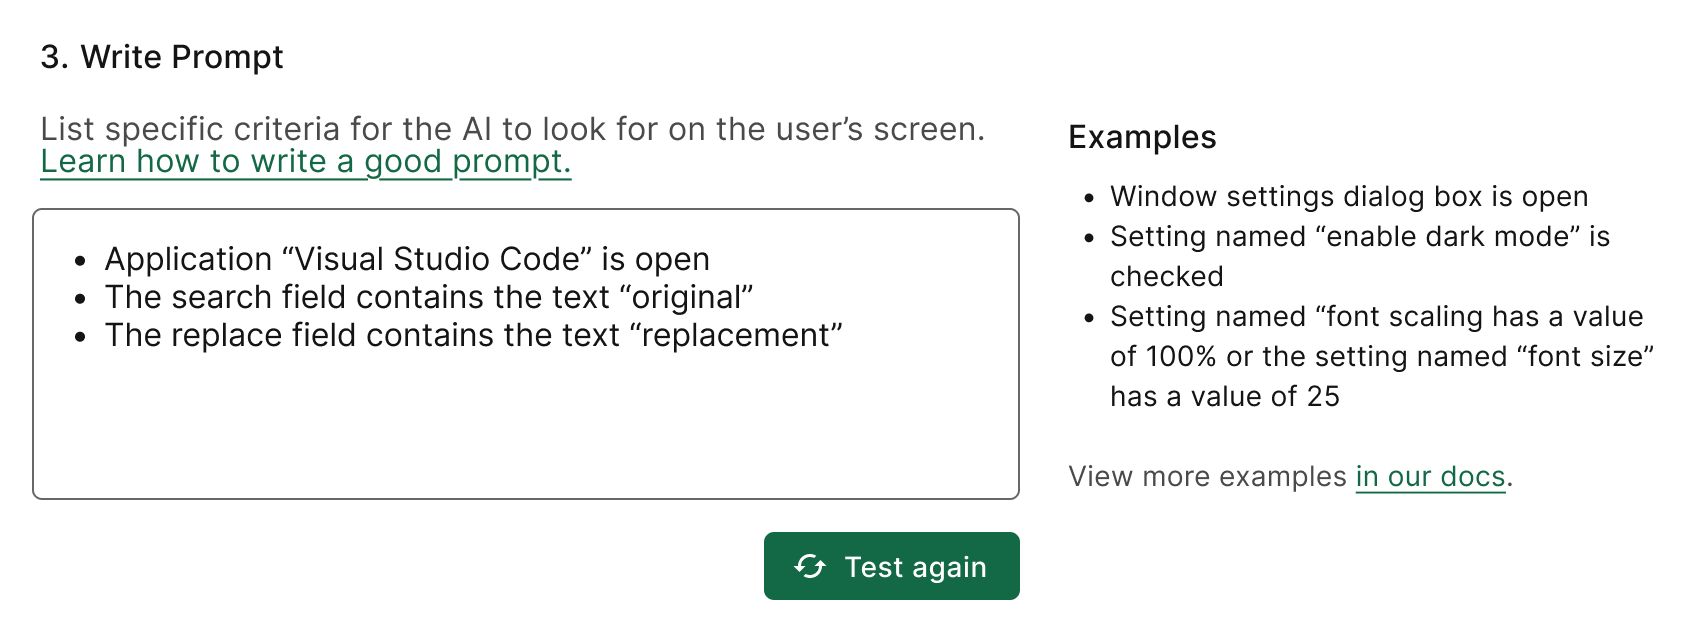 3. Write Prompt
List specific criteria for the AI to look for on the user’s screen.
Learn how to write a good prompt.
• Application “Visual Studio Code” is open
• The search field contains the text “original”
• The replace field contains the text “replacement”
Test again
Examples
• Window settings dialog box is open
• Setting named “enable dark mode” is
checked
• Setting named “font scaling has a value
of 100% or the setting named “font size”
has a value of 25
View more examples in our docs.